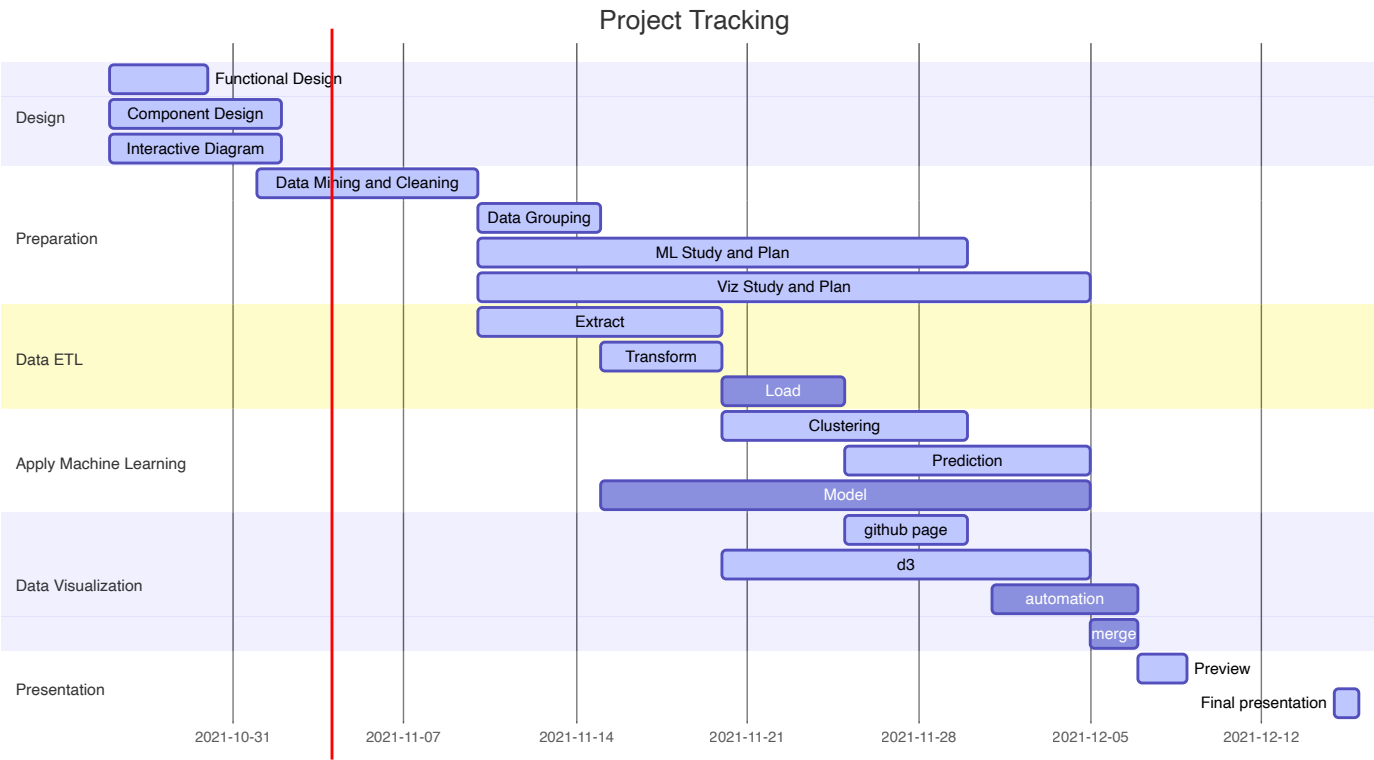 Project Tracking
Functional Design
Design
Component Design
Interactive Diagram
Data Mining and Cleaning
Data Grouping
Preparation
ML Study and Plan
Viz Study and Plan
Extract
Data ETL
Transform
Load
Clustering
Apply Machine Learning
Prediction
Model
github page
d3
Data Visualization
automation
merge
Preview
Presentation
Final presentation
2021-10-31
2021-11-07
2021-11-14
2021-11-21
2021-11-28
2021-12-05
2021-12-12